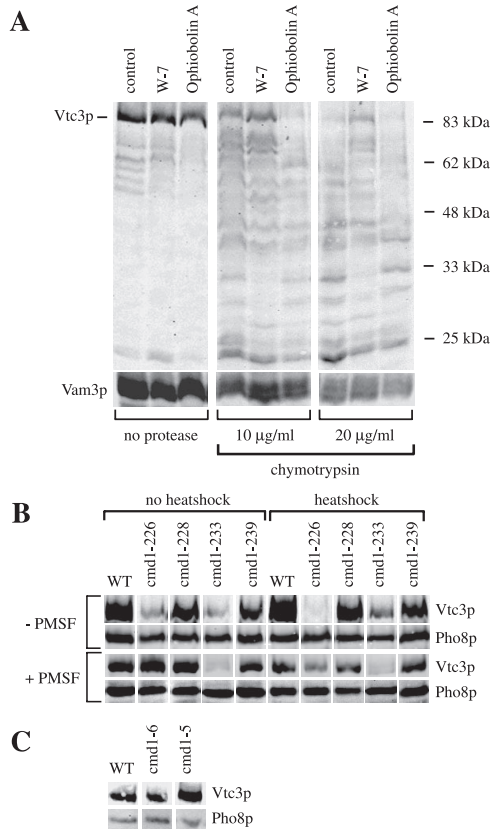 A
control
W-7
Ophiobolin A
control
W-7
Ophiobolin A
control
W-7
Ophiobolin A
Vtc3p
83 kDa
62 kDa
48 kDa
33 kDa
25 kDa
Vam3p
no protease
10 µg/ml
20 µg/ml
chymotrypsin
B
no heatshock
heatshock
WT
cmd1-226
cmd1-228
cmd1-233
cmd1-239
WT
cmd1-226
cmd1-228
cmd1-233
cmd1-239
- PMSF
Vtc3p
Pho8p
+ PMSF
Vtc3p
Pho8p
C
WT
cmd1-6
cmd1-5
Vtc3p
Pho8p